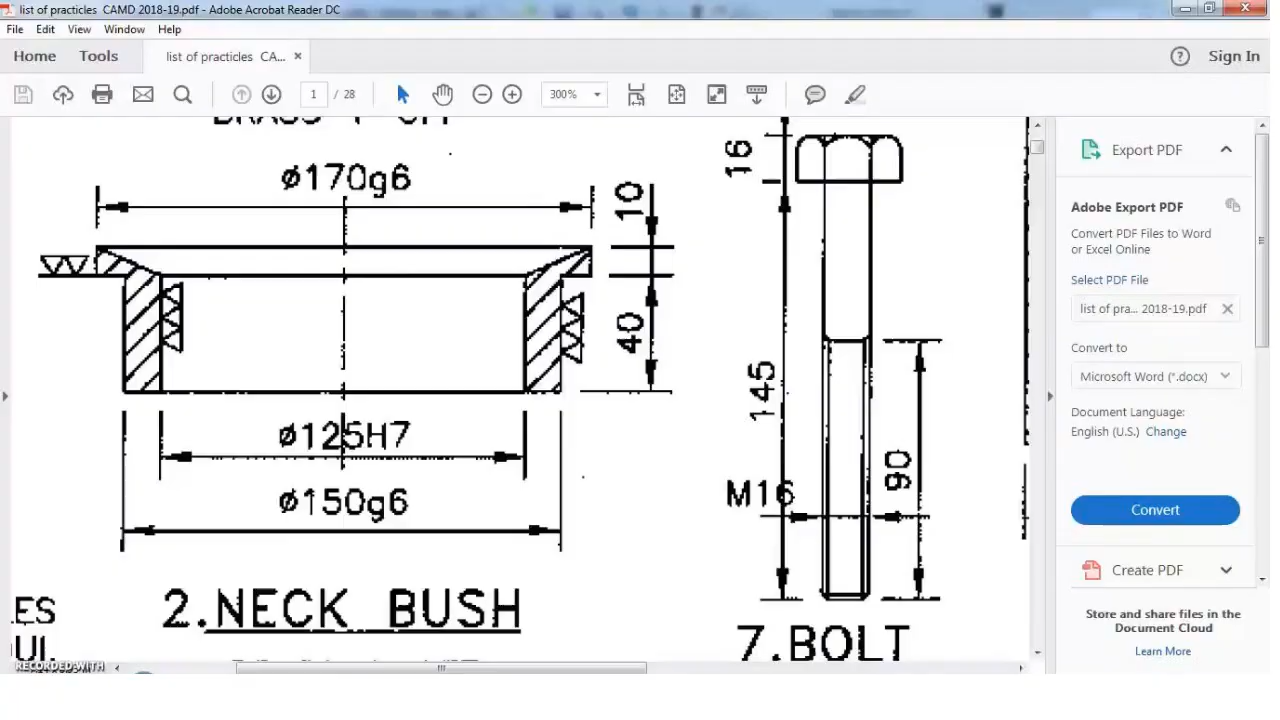 list of practicles CAMD 2018-19.pdf - Adobe Acrobat Reader DC
File Edit View Window Help
Home Tools list of practicles CA... × Sign In
1 / 28 300%
ø170g6
10
40
ø125H7
ø150g6
2.NECK BUSH
16
145
M16
90
7.BOLT
LES
RECORDED WITH
Export PDF
Adobe Export PDF
Convert PDF Files to Word
or Excel Online
Select PDF File
list of pra... 2018-19.pdf ×
Convert to
Microsoft Word (*.docx)
Document Language:
English (U.S.) Change
Convert
Create PDF
Store and share files in the
Document Cloud
Learn More